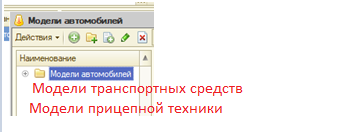 Модели автомобилей
Действия
Наименование
Модели автомобилей
Модели транспортных средств
Модели прицепной техники